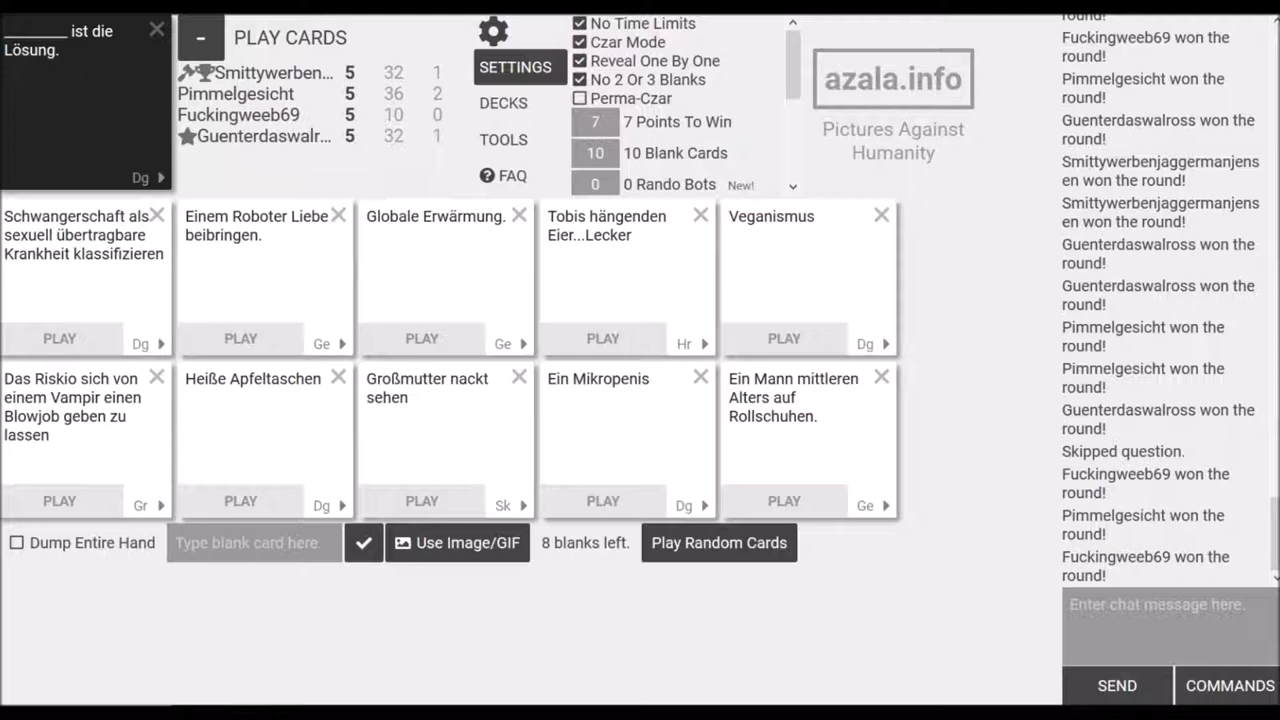 ________ ist die
Lösung.
Dg
-
PLAY CARDS
Smittywerben... 5 32 1
Pimmelgesicht 5 36 2
Fuckingweeb69 5 10 0
Guenterdaswalr... 5 32 1
SETTINGS
DECKS
TOOLS
FAQ
No Time Limits
Czar Mode
Reveal One By One
No 2 Or 3 Blanks
Perma-Czar
7 7 Points To Win
10 10 Blank Cards
0 0 Rando Bots New!
azala.info
Pictures Against
Humanity
Schwangerschaft als
sexuell übertragbare
Krankheit klassifizieren
PLAY Dg
Einem Roboter Liebe
beibringen.
PLAY Ge
Globale Erwärmung.
PLAY Ge
Tobis hängenden
Eier...Lecker
PLAY Hr
Veganismus
PLAY Dg
Das Riskio sich von
einem Vampir einen
Blowjob geben zu
lassen
PLAY Gr
Heiße Apfeltaschen
PLAY Dg
Großmutter nackt
sehen
PLAY Sk
Ein Mikropenis
PLAY Dg
Ein Mann mittleren
Alters auf
Rollschuhen.
PLAY Ge
Dump Entire Hand
Type blank card here.
Use Image/GIF
8 blanks left.
Play Random Cards
round!
Fuckingweeb69 won the
round!
Pimmelgesicht won the
round!
Guenterdaswalross won the
round!
Smittywerbenjaggermanjens
en won the round!
Smittywerbenjaggermanjens
en won the round!
Guenterdaswalross won the
round!
Guenterdaswalross won the
round!
Pimmelgesicht won the
round!
Pimmelgesicht won the
round!
Guenterdaswalross won the
round!
Skipped question.
Fuckingweeb69 won the
round!
Pimmelgesicht won the
round!
Fuckingweeb69 won the
round!
Enter chat message here.
SEND
COMMANDS